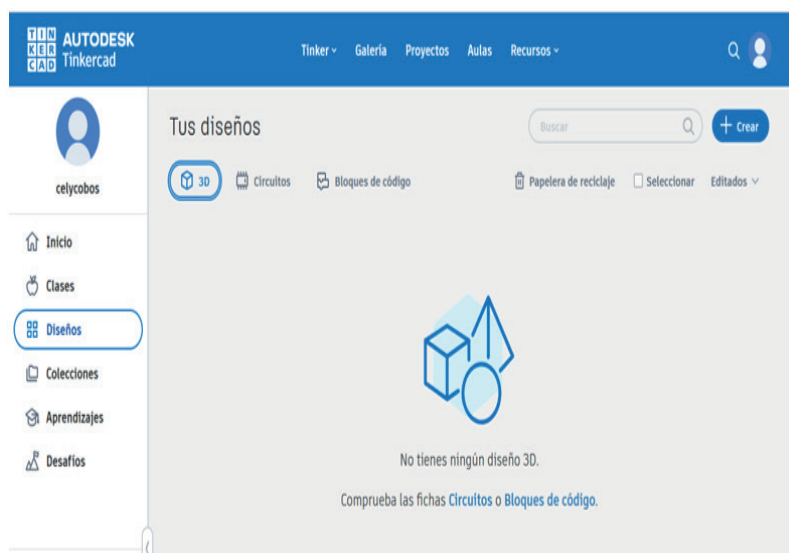 TIN
KER
CAD
AUTODESK
Tinkercad
Tinker
Galería
Proyectos
Aulas
Recursos
celycobos
Inicio
Clases
Diseños
Colecciones
Aprendizajes
Desafíos
Tus diseños
Buscar
+ Crear
3D
Circuitos
Bloques de código
Papelera de reciclaje
Seleccionar
Editados
No tienes ningún diseño 3D.
Comprueba las fichas Circuitos o Bloques de código.